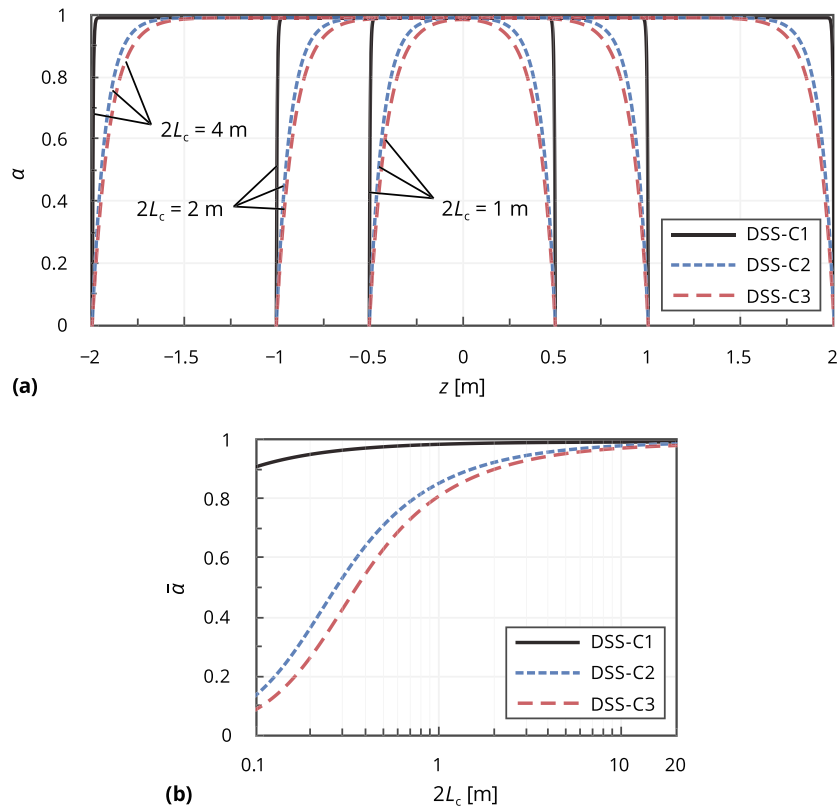 1
0.8
0.6
0.4
0.2
0
α
2Lc = 4 m
2Lc = 2 m
2Lc = 1 m
DSS-C1
DSS-C2
DSS-C3
−2 −1.5 −1 −0.5 0 0.5 1 1.5 2
z [m]
(a)
1
0.8
0.6
0.4
0.2
0
ᾱ
DSS-C1
DSS-C2
DSS-C3
0.1 1 10 20
2Lc [m]
(b)